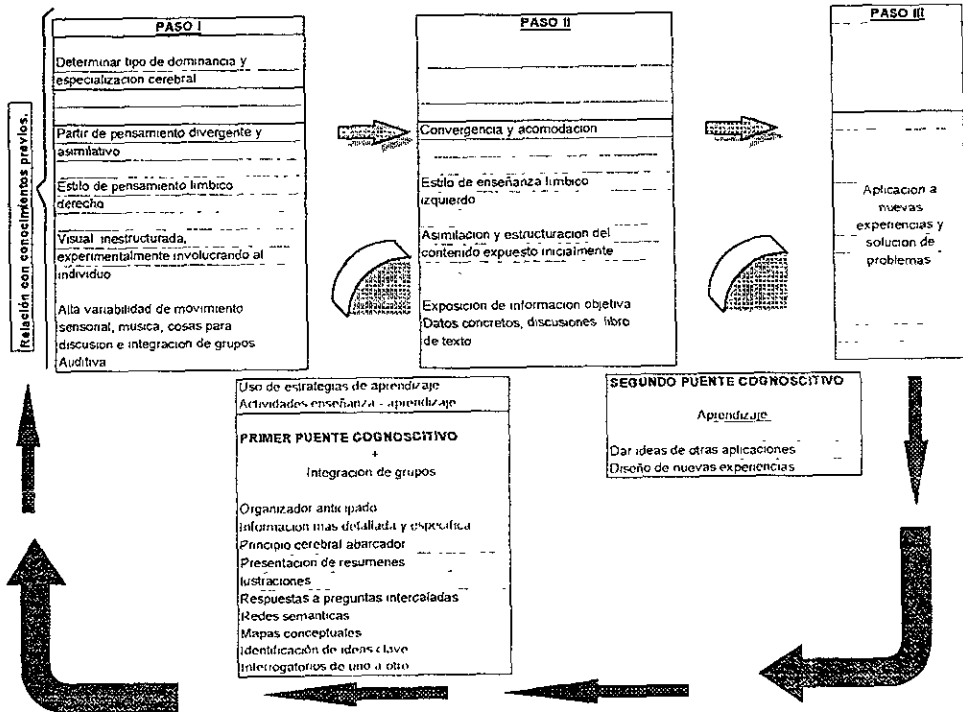 Relación con conocimientos previos.
PASO I
Determinar tipo de dominancia y
especializacion cerebral
Partir de pensamiento divergente y
asimilativo
Estilo de pensamiento limbico
derecho
Visual inestructurada,
experimentalmente involucrando al
individuo
Alta variabilidad de movimiento
sensorial, musica, cosas para
discusion e integracion de grupos
Auditiva
PASO II
Convergencia y acomodacion
Estilo de enseñanza limbico
izquierdo
Asimilacion y estructuracion del
contenido expuesto inicialmente
Exposicion de informacion objetiva
Datos concretos, discusiones libro
de texto
PASO III
Aplicacion a
nuevas
experiencias y
solucion de
problemas
Uso de estrategias de aprendizaje
Actividades enseñanza - aprendizaje
PRIMER PUENTE COGNOSCITIVO
+
Integracion de grupos
Organizador anticipado
Informacion mas detallada y especifica
Principio cerebral abarcador
Presentacion de resumenes
Iustraciones
Respuestas a preguntas intercaladas
Redes semanticas
Mapas conceptuales
Identificación de ideas clave
Interrogatorios de uno a otro
SEGUNDO PUENTE COGNOSCITIVO
Aprendizaje
Dar ideas de otras aplicaciones
Diseño de nuevas experiencias